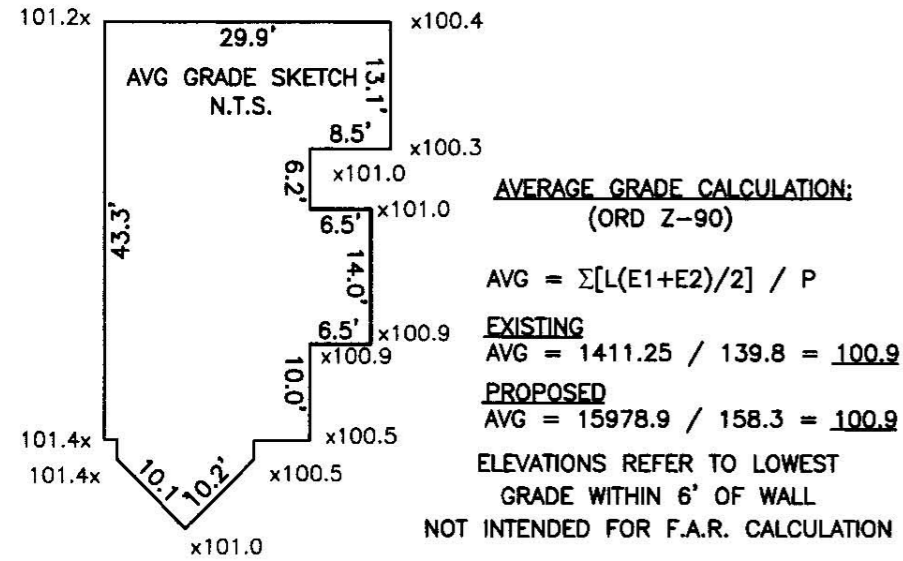 101.2x
x100.4
29.9'
AVG GRADE SKETCH
N.T.S.
13.1'
8.5'
x100.3
6.2'
x101.0
x101.0
6.5'
43.3'
14.0'
6.5'
x100.9
x100.9
10.0'
101.4x
x100.5
101.4x
10.1'
10.2'
x100.5
x101.0
AVERAGE GRADE CALCULATION:
(ORD Z-90)
AVG = Σ[L(E1+E2)/2] / P
EXISTING
AVG = 1411.25 / 139.8 = 100.9
PROPOSED
AVG = 15978.9 / 158.3 = 100.9
ELEVATIONS REFER TO LOWEST
GRADE WITHIN 6' OF WALL
NOT INTENDED FOR F.A.R. CALCULATION